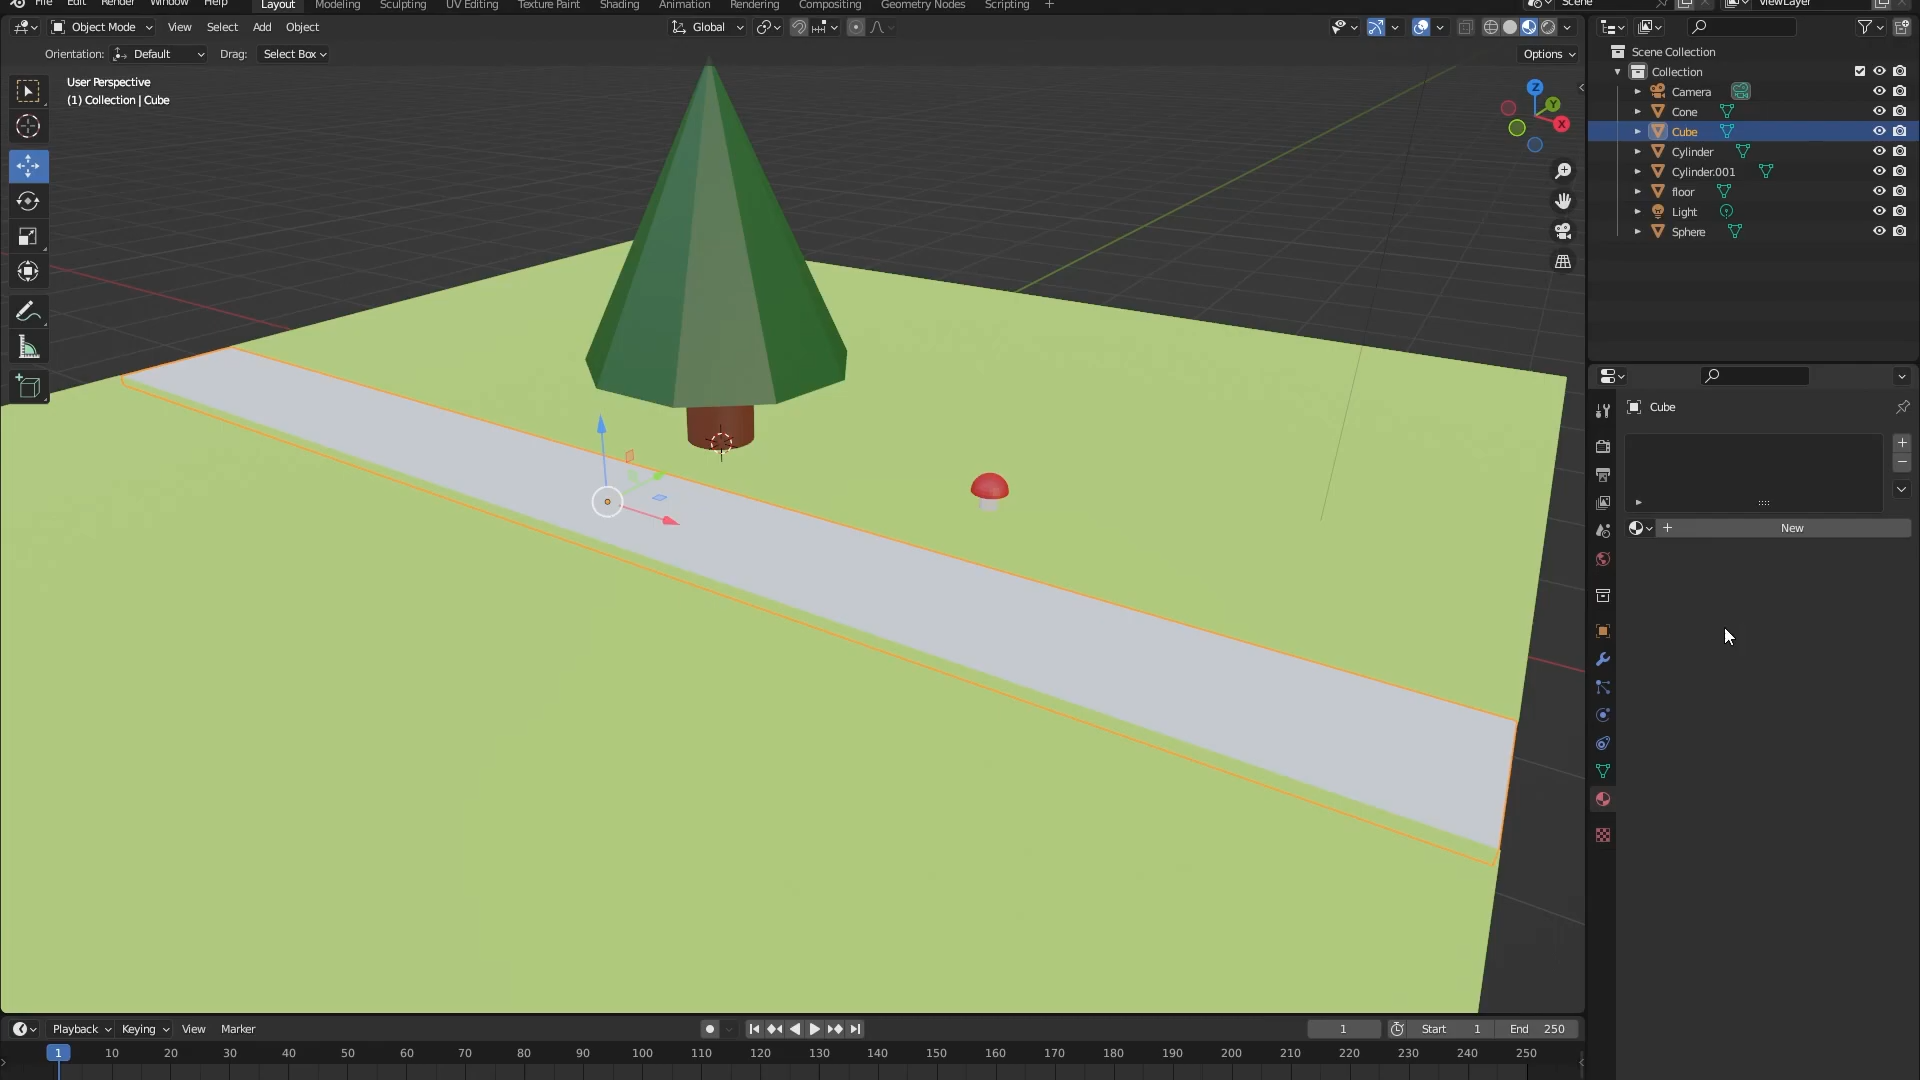 File Edit Render Window Help Layout Modeling Sculpting UV Editing Texture Paint Shading Animation Rendering Compositing Geometry Nodes Scripting + Scene ViewLayer
Object Mode View Select Add Object Global
Orientation: Default Drag: Select Box Options
User Perspective
(1) Collection | Cube
Z
Y
X
Scene Collection
Collection
Camera
Cone
Cube
Cylinder
Cylinder.001
floor
Light
Sphere
Cube
New
Playback Keying View Marker 1 Start 1 End 250
1 10 20 30 40 50 60 70 80 90 100 110 120 130 140 150 160 170 180 190 200 210 220 230 240 250